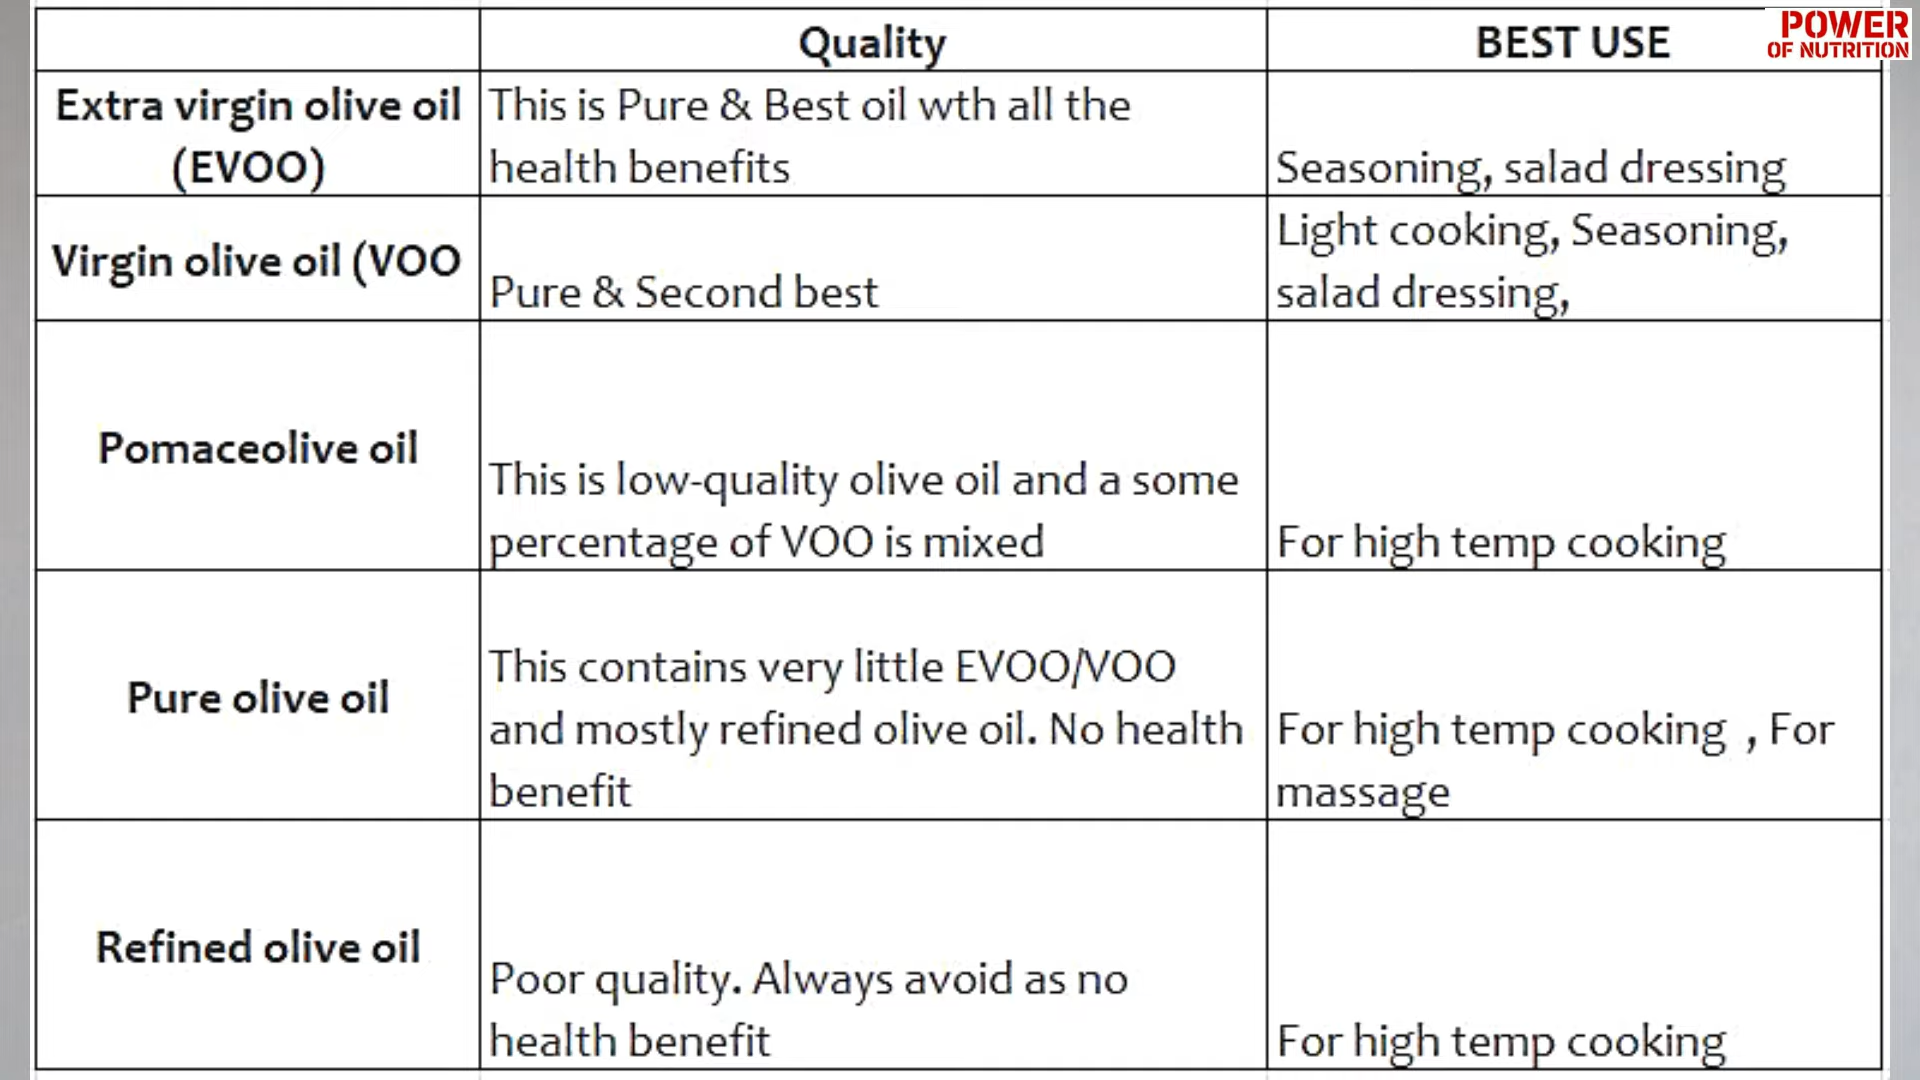 Quality
BEST USE
POWER
OF NUTRITION
Extra virgin olive oil
(EVOO)
This is Pure & Best oil wth all the
health benefits
Seasoning, salad dressing
Virgin olive oil (VOO
Pure & Second best
Light cooking, Seasoning,
salad dressing,
Pomaceolive oil
This is low-quality olive oil and a some
percentage of VOO is mixed
For high temp cooking
Pure olive oil
This contains very little EVOO/VOO
and mostly refined olive oil. No health
benefit
For high temp cooking , For
massage
Refined olive oil
Poor quality. Always avoid as no
health benefit
For high temp cooking